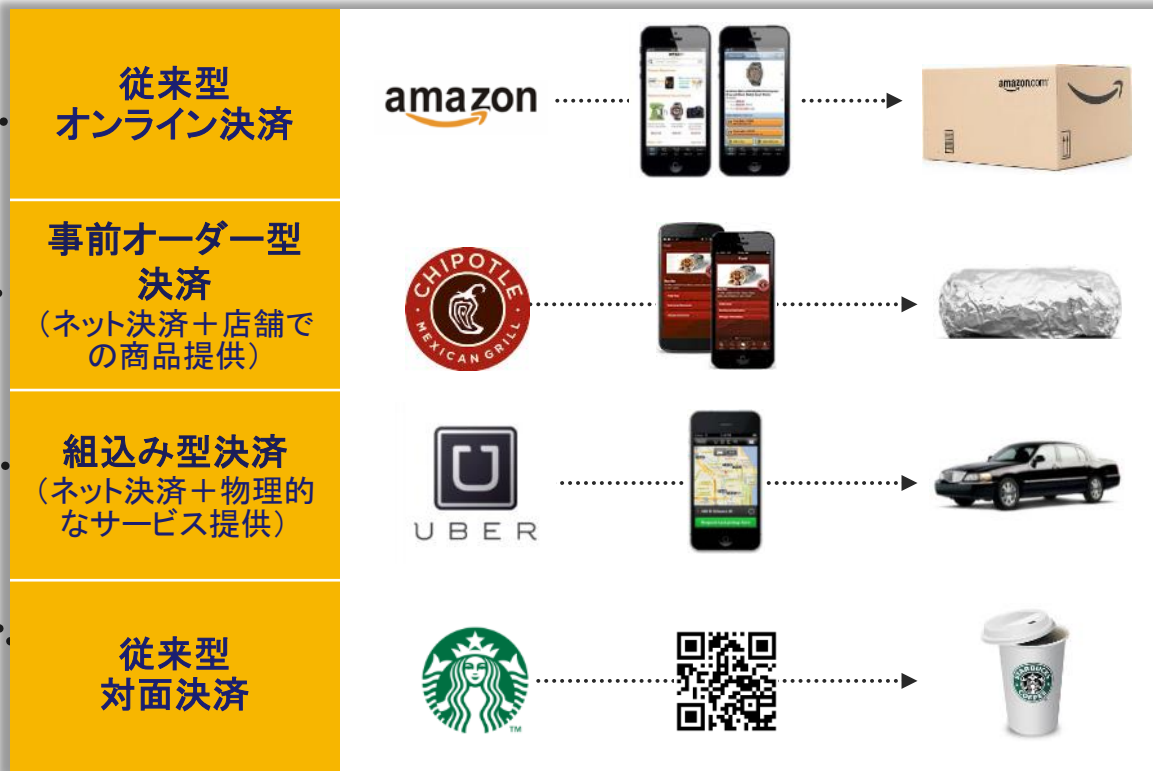 従来型
オンライン決済
amazon
amazon.com
事前オーダー型
決済
(ネット決済+店舗で
の商品提供)
CHIPOTLE
MEXICAN GRILL
組込み型決済
(ネット決済+物理的
なサービス提供)
UBER
従来型
対面決済
TM
STARBUCKS
COFFEE